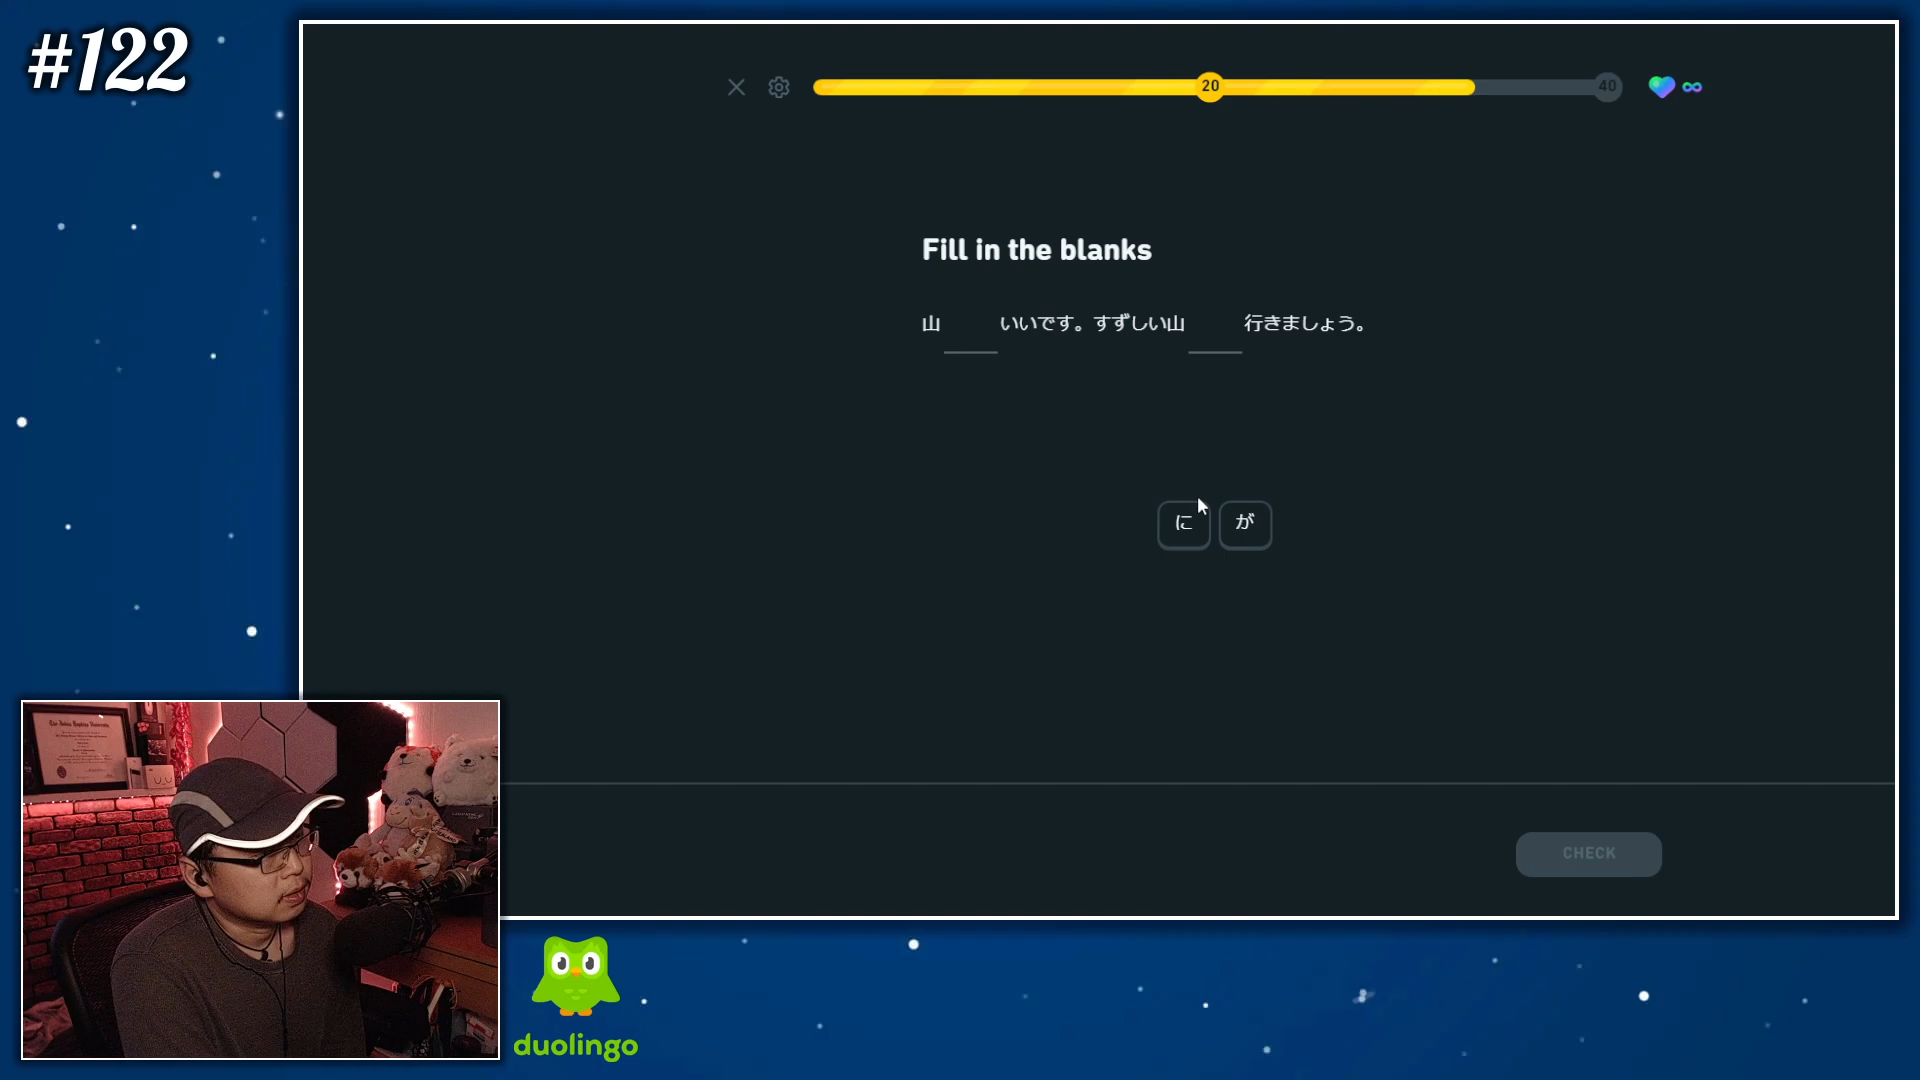 #122
20
40
Fill in the blanks
山 いいです。すずしい山 行きましょう。
に
が
CHECK
duolingo